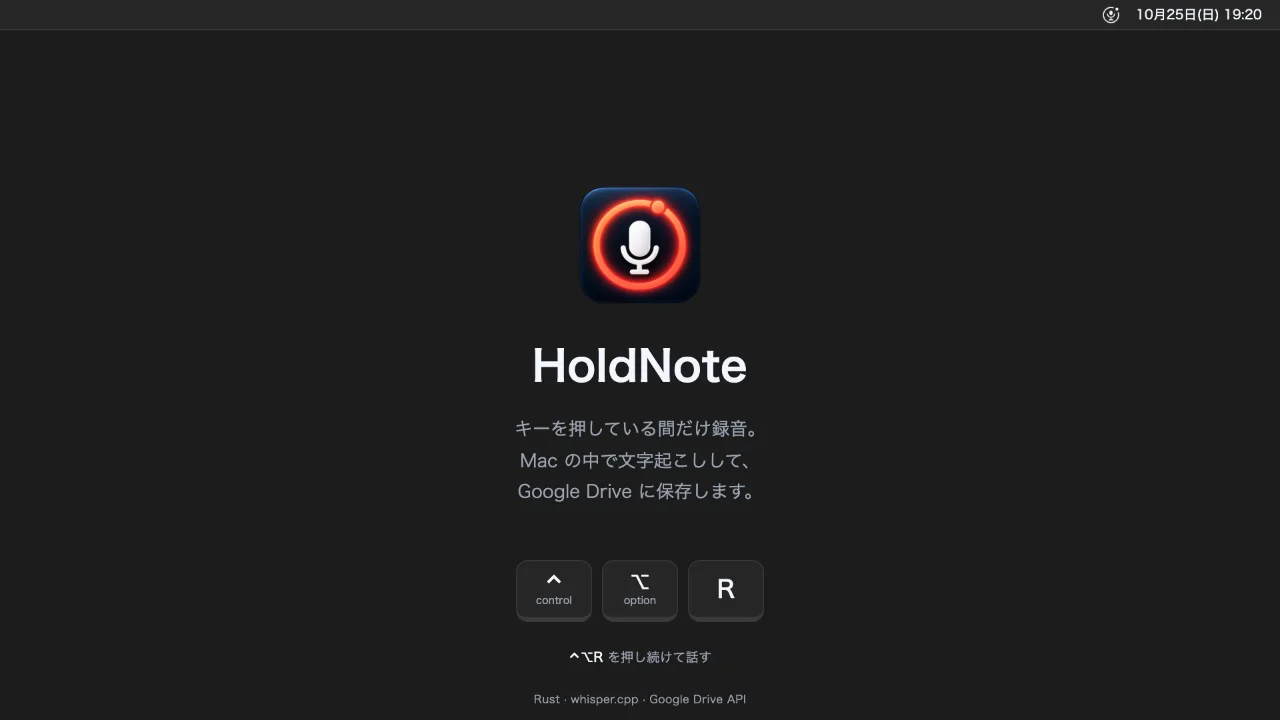 10月25日(日) 19:20
HoldNote
キーを押している間だけ録音。
Mac の中で文字起こしして、
Google Drive に保存します。
⌃ ⌥ R
control option
⌃⌥R を押し続けて話す
Rust · whisper.cpp · Google Drive API